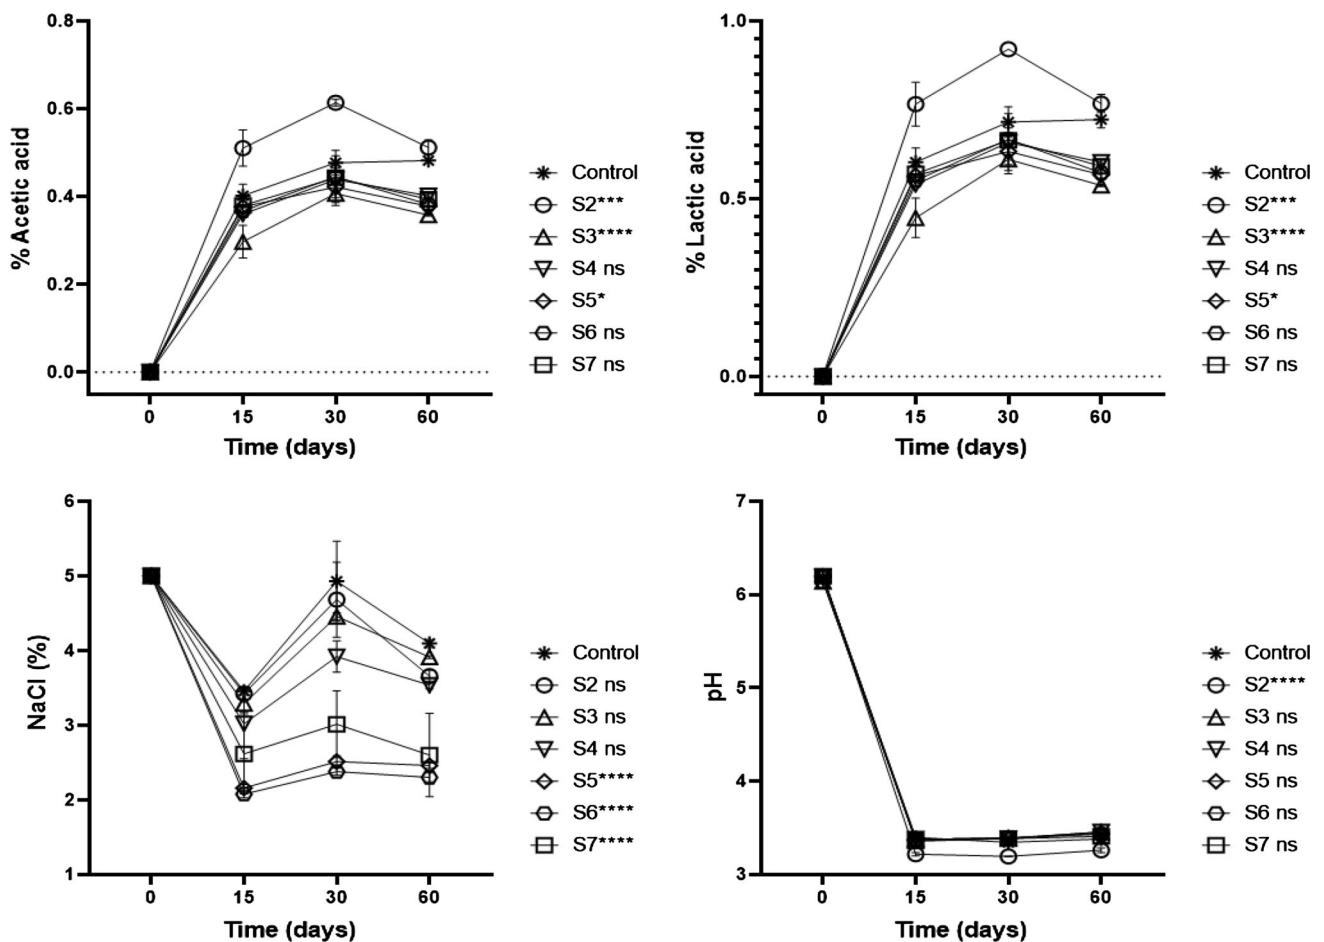 % Acetic acid
0.8
0.6
0.4
0.2
0.0
0 15 30 60
Time (days)
Control
S2***
S3****
S4 ns
S5*
S6 ns
S7 ns
% Lactic acid
1.0
0.5
0.0
0 15 30 60
Time (days)
Control
S2***
S3****
S4 ns
S5*
S6 ns
S7 ns
NaCl (%)
6
5
4
3
2
1
0 15 30 60
Time (days)
Control
S2 ns
S3 ns
S4 ns
S5****
S6****
S7****
pH
7
6
5
4
3
0 15 30 60
Time (days)
Control
S2****
S3 ns
S4 ns
S5 ns
S6 ns
S7 ns